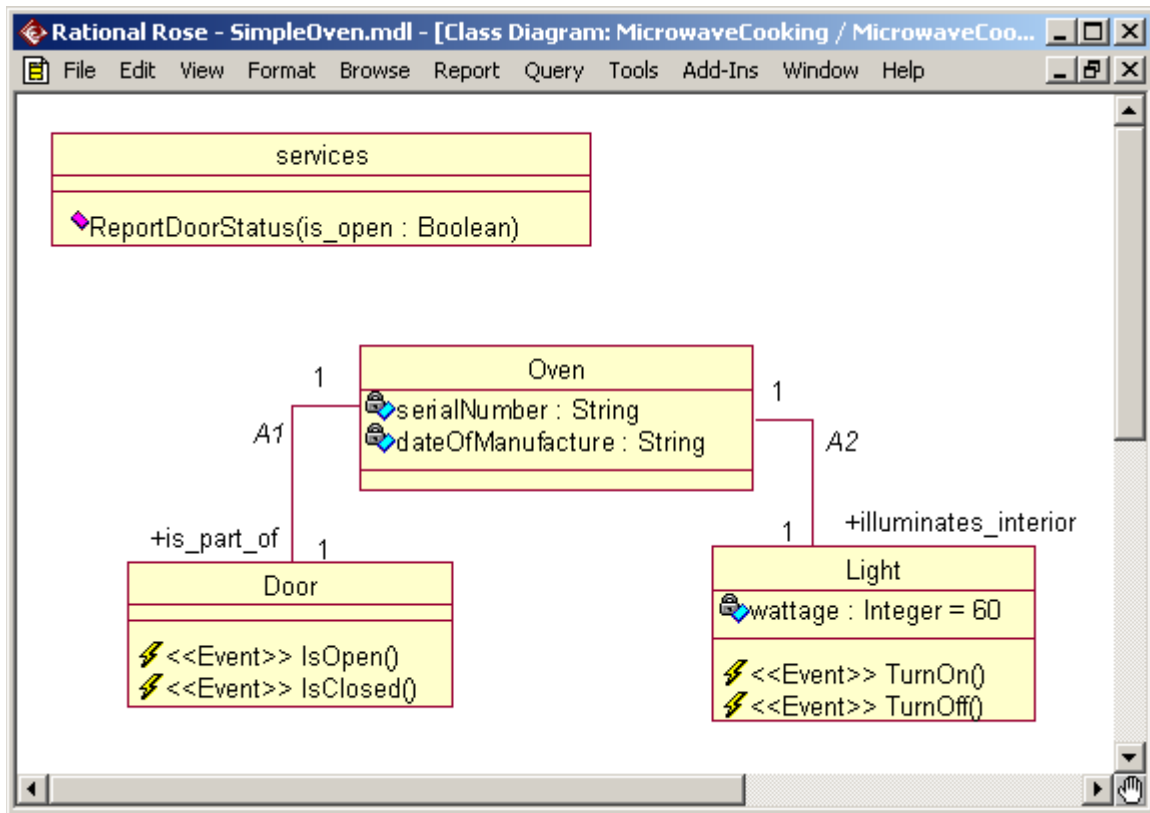 Rational Rose - SimpleOven.mdl - [Class Diagram: MicrowaveCooking / MicrowaveCoo...
File Edit View Format Browse Report Query Tools Add-Ins Window Help
services
ReportDoorStatus(is_open : Boolean)
Oven
serialNumber : String
dateOfManufacture : String
1
1
A1
A2
+is_part_of
1
1
+illuminates_interior
Door
<<Event>> IsOpen()
<<Event>> IsClosed()
Light
wattage : Integer = 60
<<Event>> TurnOn()
<<Event>> TurnOff()